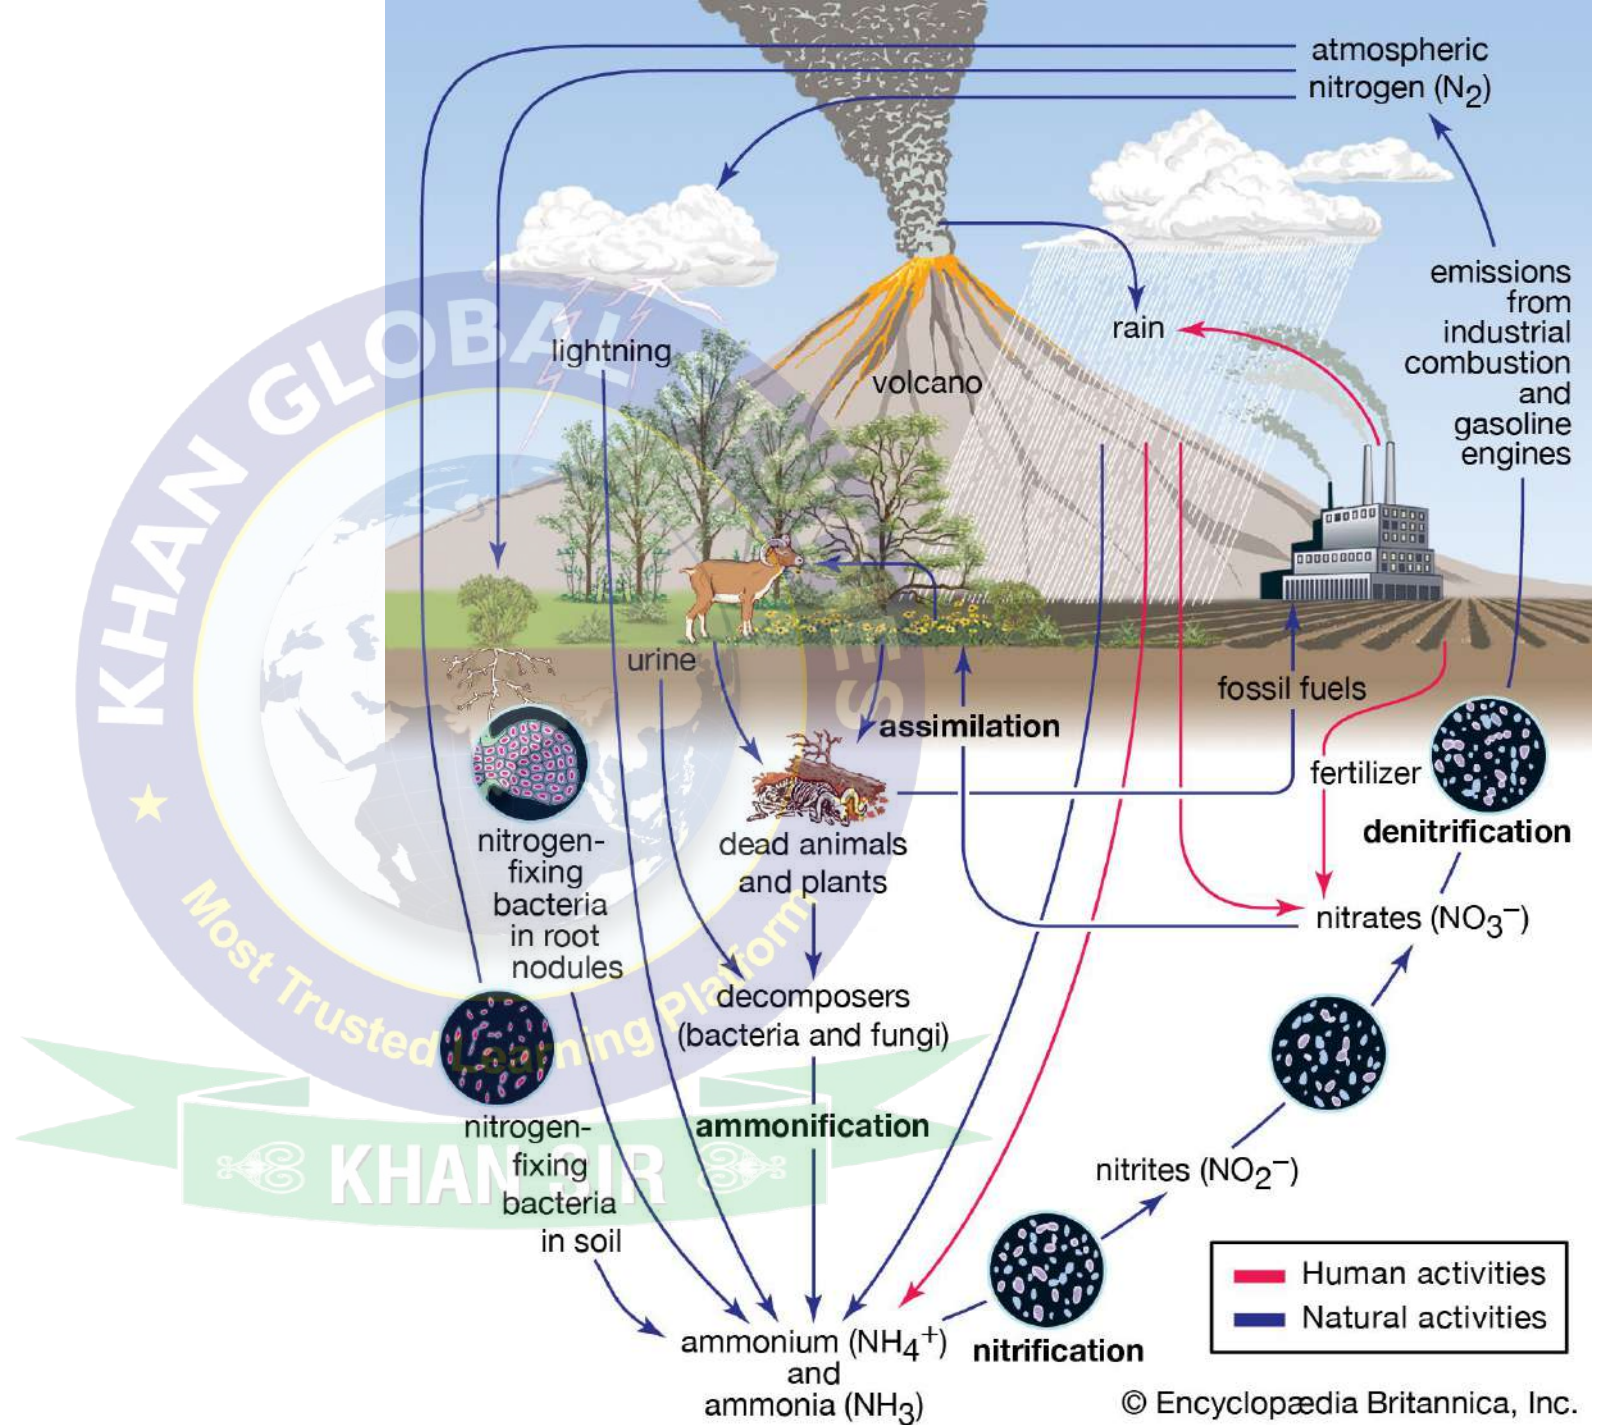 atmospheric
nitrogen (N2)
emissions
from
industrial
combustion
and
gasoline
engines
rain
lightning
volcano
KHAN GLOBAL
urine
fossil fuels
assimilation
fertilizer
denitrification
nitrogen-
fixing
bacteria
in root
nodules
dead animals
and plants
nitrates (NO3−)
Most Trusted Learning Platform
decomposers
(bacteria and fungi)
nitrogen-
fixing
bacteria
in soil
ammonification
KHAN SIR
nitrites (NO2−)
ammonium (NH4+)
and
ammonia (NH3)
nitrification
Human activities
Natural activities
© Encyclopædia Britannica, Inc.